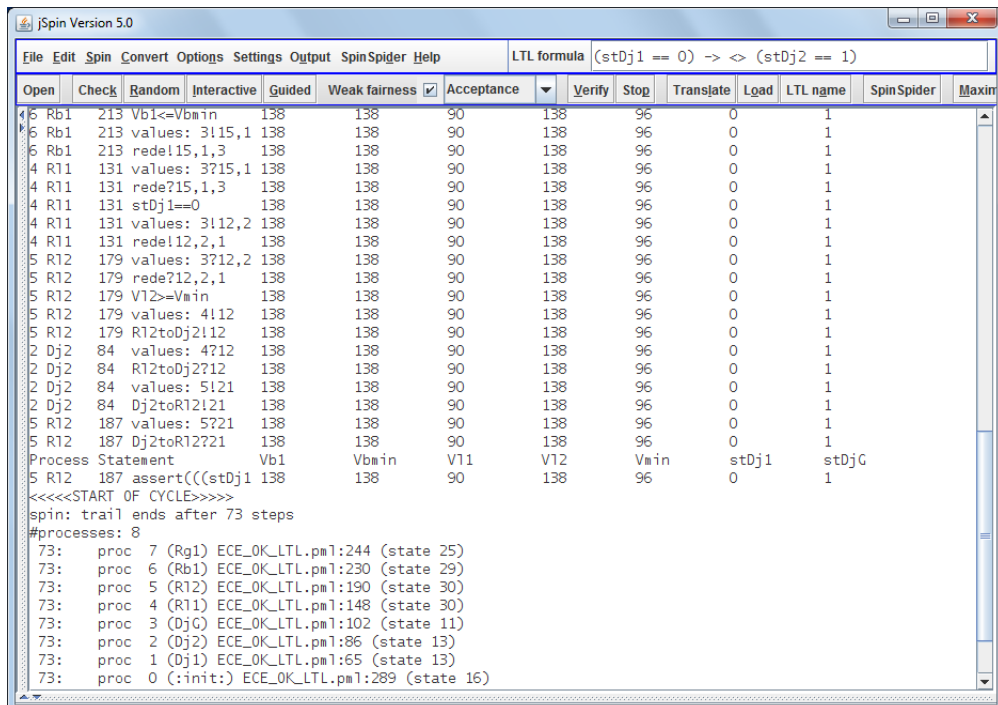 jSpin Version 5.0
File Edit Spin Convert Options Settings Output SpinSpider Help LTL formula (stDj1 == 0) -> <> (stDj2 == 1)
Open Check Random Interactive Guided Weak fairness Acceptance Verify Stop Translate Load LTL name SpinSpider Maxim
6 Rb1 213 Vb1<=Vbmin 138 138 90 138 96 0 1
6 Rb1 213 values: 3!15,1 138 138 90 138 96 0 1
6 Rb1 213 rede!15,1,3 138 138 90 138 96 0 1
4 Rl1 131 values: 3?15,1 138 138 90 138 96 0 1
4 Rl1 131 rede?15,1,3 138 138 90 138 96 0 1
4 Rl1 131 stDj1==0 138 138 90 138 96 0 1
4 Rl1 131 values: 3!12,2 138 138 90 138 96 0 1
4 Rl1 131 rede!12,2,1 138 138 90 138 96 0 1
5 Rl2 179 values: 3?12,2 138 138 90 138 96 0 1
5 Rl2 179 rede?12,2,1 138 138 90 138 96 0 1
5 Rl2 179 Vl2>=Vmin 138 138 90 138 96 0 1
5 Rl2 179 values: 4!12 138 138 90 138 96 0 1
5 Rl2 179 Rl2toDj2!12 138 138 90 138 96 0 1
2 Dj2 84 values: 4?12 138 138 90 138 96 0 1
2 Dj2 84 Rl2toDj2?12 138 138 90 138 96 0 1
2 Dj2 84 values: 5!21 138 138 90 138 96 0 1
2 Dj2 84 Dj2toRl2!21 138 138 90 138 96 0 1
5 Rl2 187 values: 5?21 138 138 90 138 96 0 1
5 Rl2 187 Dj2toRl2?21 138 138 90 138 96 0 1
Process Statement Vb1 Vbmin Vl1 Vl2 Vmin stDj1 stDjG
5 Rl2 187 assert(((stDj1 138 138 90 138 96 0 1
<<<<<START OF CYCLE>>>>>
spin: trail ends after 73 steps
#processes: 8
73: proc 7 (Rg1) ECE_OK_LTL.pml:244 (state 25)
73: proc 6 (Rb1) ECE_OK_LTL.pml:230 (state 29)
73: proc 5 (Rl2) ECE_OK_LTL.pml:190 (state 30)
73: proc 4 (Rl1) ECE_OK_LTL.pml:148 (state 30)
73: proc 3 (DjG) ECE_OK_LTL.pml:102 (state 11)
73: proc 2 (Dj2) ECE_OK_LTL.pml:86 (state 13)
73: proc 1 (Dj1) ECE_OK_LTL.pml:65 (state 13)
73: proc 0 (:init:) ECE_OK_LTL.pml:289 (state 16)